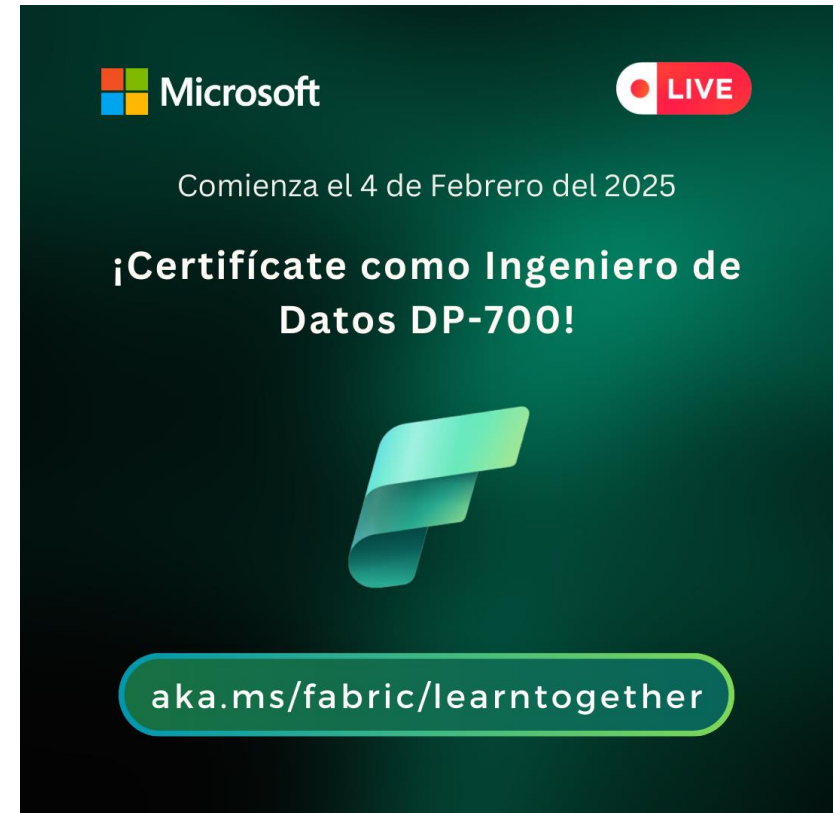 Microsoft
LIVE
Comienza el 4 de Febrero del 2025
¡Certifícate como Ingeniero de
Datos DP-700!
aka.ms/fabric/learntogether